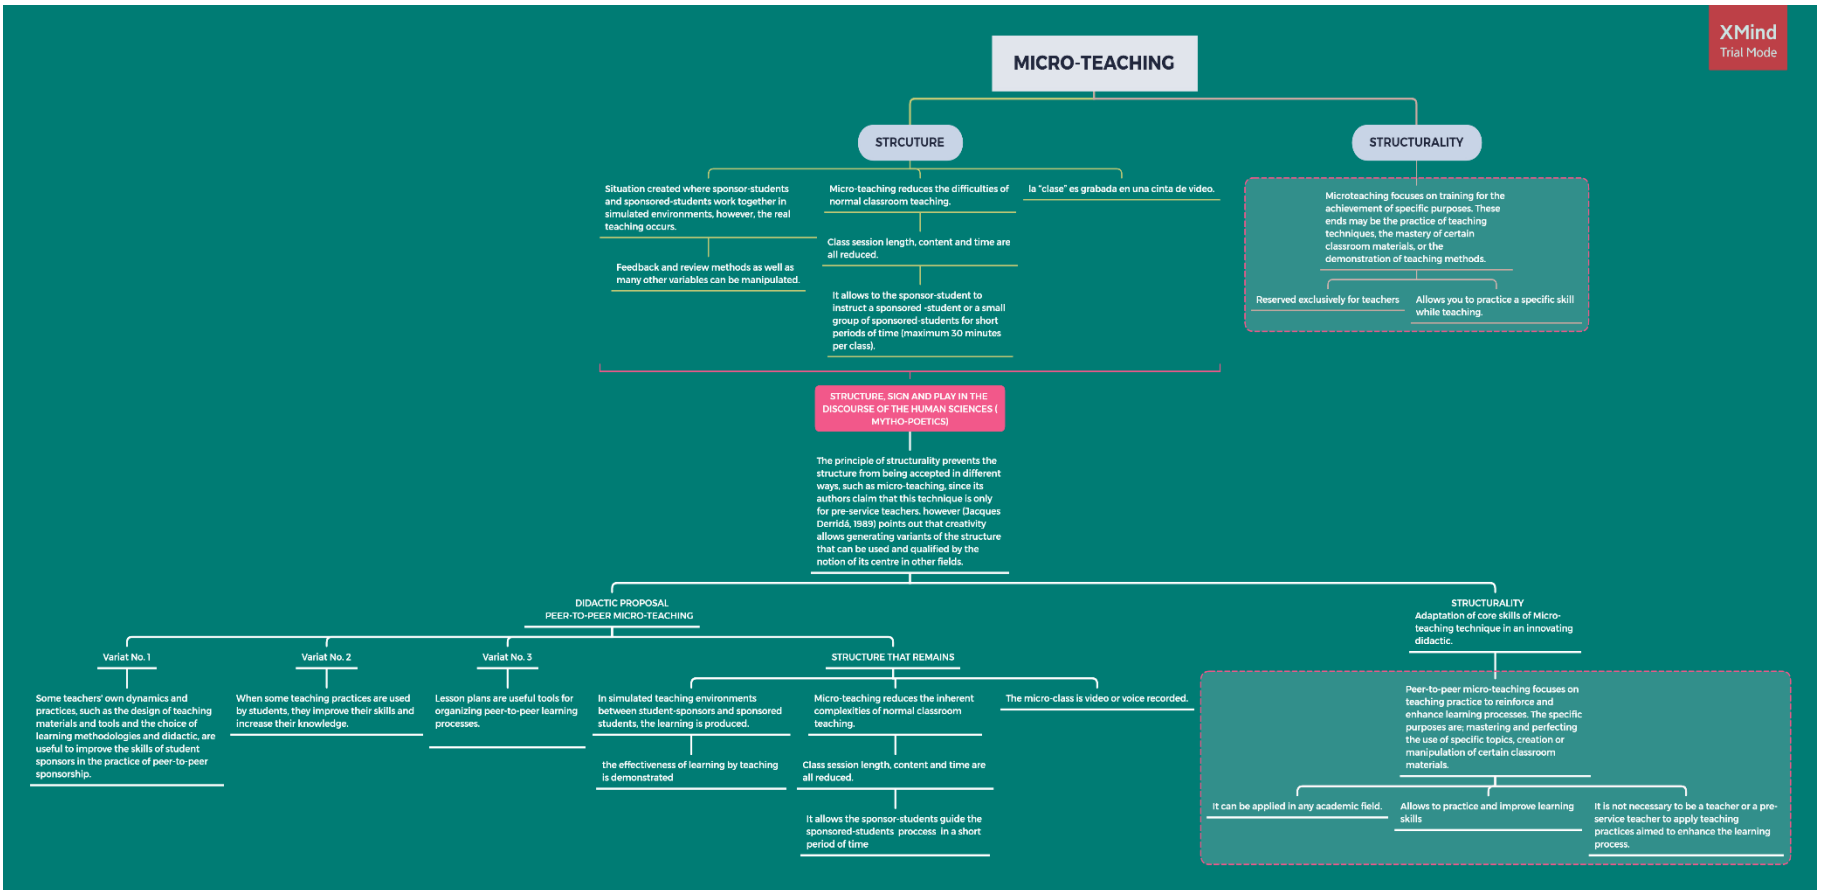 XMind
Trial Mode
MICRO-TEACHING
STRCUTURE
STRUCTURALITY
Situation created where sponsor-students
and sponsored-students work together in
simulated environments, however, the real
teaching occurs.
Feedback and review methods as well as
many other variables can be manipulated.
Micro-teaching reduces the difficulties of
normal classroom teaching.
Class session length, content and time are
all reduced.
It allows to the sponsor-student to
instruct a sponsored -student or a small
group of sponsored-students for short
periods of time (maximum 30 minutes
per class).
la "clase" es grabada en una cinta de video.
Microteaching focuses on training for the
achievement of specific purposes. These
ends may be the practice of teaching
techniques, the mastery of certain
classroom materials, or the
demonstration of teaching methods.
Reserved exclusively for teachers
Allows you to practice a specific skill
while teaching.
STRUCTURE, SIGN AND PLAY IN THE
DISCOURSE OF THE HUMAN SCIENCES (
MYTHO-POETICS)
The principle of structurality prevents the
structure from being accepted in different
ways, such as micro-teaching, since its
authors claim that this technique is only
for pre-service teachers. however (Jacques
Derridá, 1989) points out that creativity
allows generating variants of the structure
that can be used and qualified by the
notion of its centre in other fields.
DIDACTIC PROPOSAL
PEER-TO-PEER MICRO-TEACHING
Variat No. 1
Some teachers' own dynamics and
practices, such as the design of teaching
materials and tools and the choice of
learning methodologies and didactic, are
useful to improve the skills of student
sponsors in the practice of peer-to-peer
sponsorship.
Variat No. 2
When some teaching practices are used
by students, they improve their skills and
increase their knowledge.
Variat No. 3
Lesson plans are useful tools for
organizing peer-to-peer learning
processes.
STRUCTURE THAT REMAINS
In simulated teaching environments
between student-sponsors and sponsored
students, the learning is produced.
the effectiveness of learning by teaching
is demonstrated
Micro-teaching reduces the inherent
complexities of normal classroom
teaching.
Class session length, content and time are
all reduced.
It allows the sponsor-students guide the
sponsored-students proccess in a short
period of time
The micro-class is video or voice recorded.
STRUCTURALITY
Adaptation of core skills of Micro-
teaching technique in an innovating
didactic.
Peer-to-peer micro-teaching focuses on
teaching practice to reinforce and
enhance learning processes. The specific
purposes are; mastering and perfecting
the use of specific topics, creation or
manipulation of certain classroom
materials.
It can be applied in any academic field.
Allows to practice and improve learning
skills
It is not necessary to be a teacher or a pre-
service teacher to apply teaching
practices aimed to enhance the learning
process.